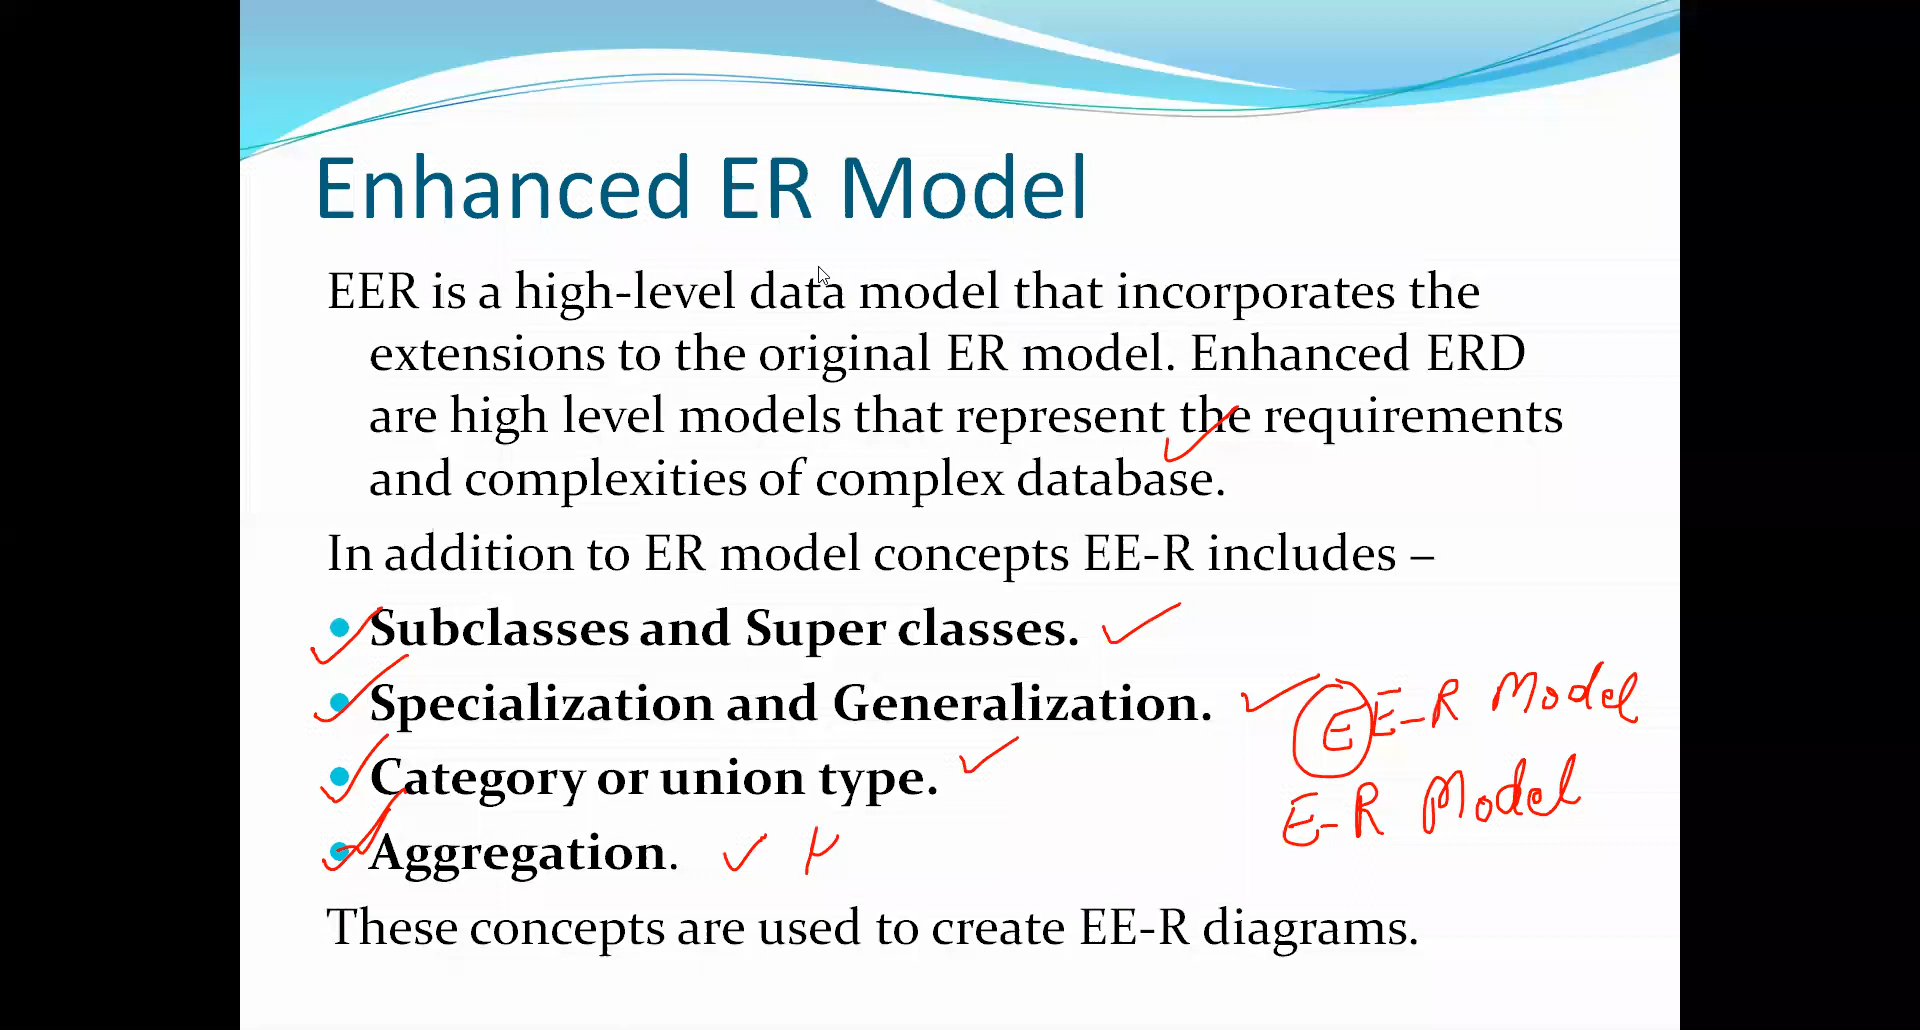 Enhanced ER Model
EER is a high-level data model that incorporates the
extensions to the original ER model. Enhanced ERD
are high level models that represent the requirements
and complexities of complex database.
In addition to ER model concepts EE-R includes –
• Subclasses and Super classes.
• Specialization and Generalization.
EE-R Model
• Category or union type.
E-R Model
• Aggregation.
These concepts are used to create EE-R diagrams.